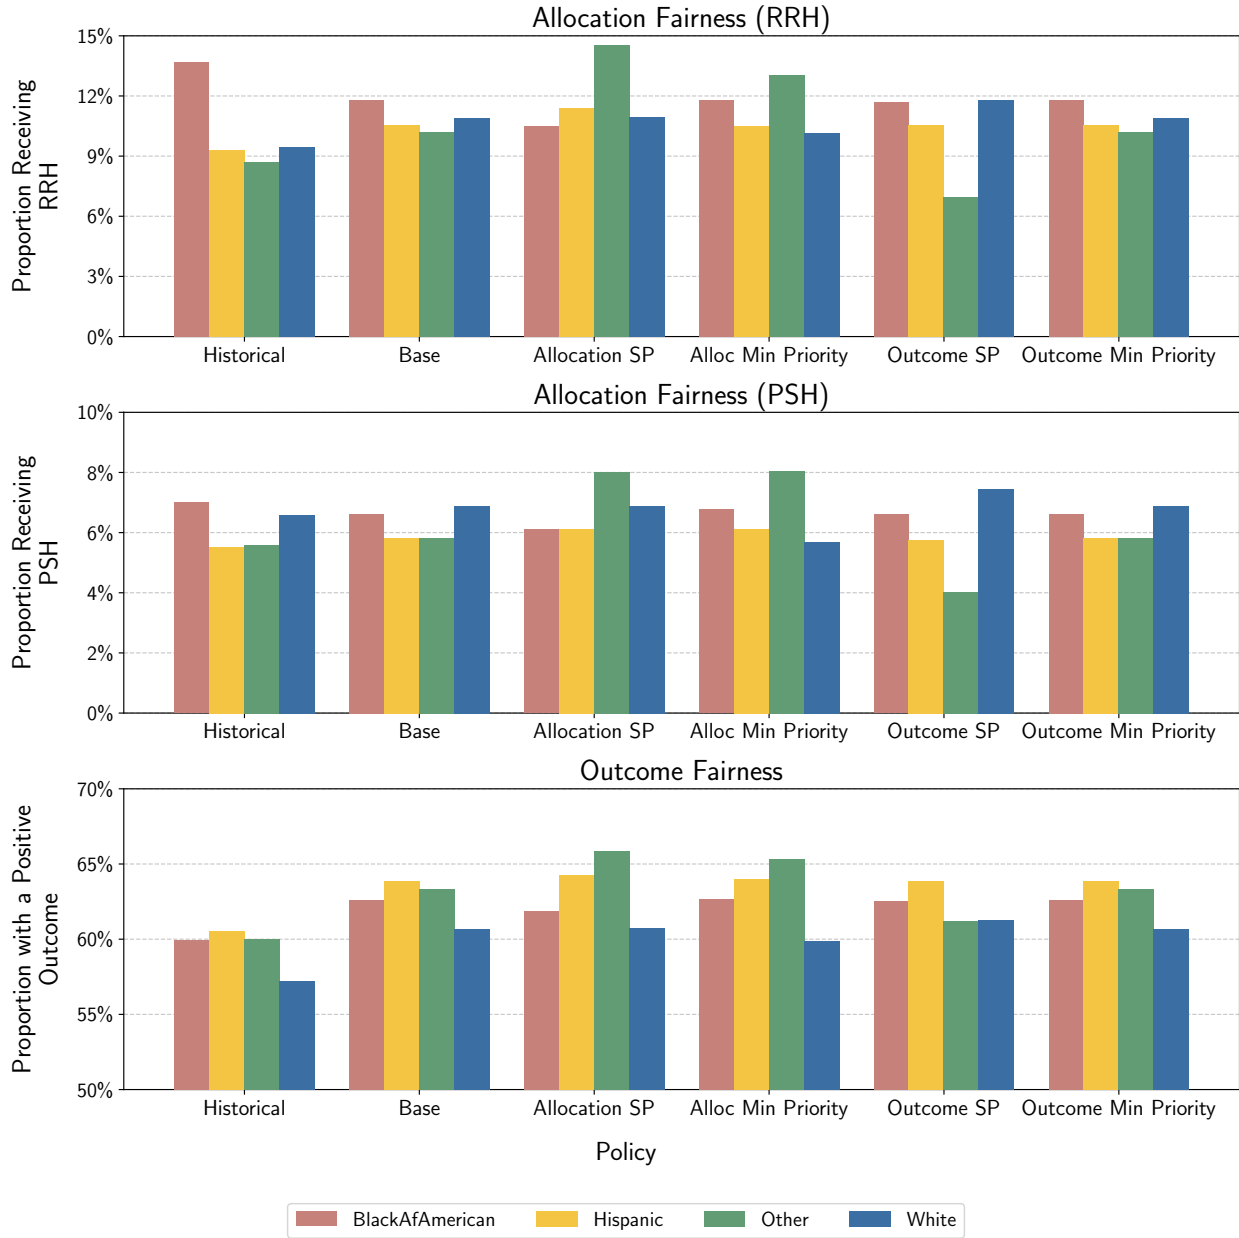 Allocation Fairness (RRH)
Proportion Receiving
RRH
15%
12%
9%
6%
3%
0%
Historical Base Allocation SP Alloc Min Priority Outcome SP Outcome Min Priority
Allocation Fairness (PSH)
Proportion Receiving
PSH
10%
8%
6%
4%
2%
0%
Historical Base Allocation SP Alloc Min Priority Outcome SP Outcome Min Priority
Outcome Fairness
Proportion with a Positive
Outcome
70%
65%
60%
55%
50%
Historical Base Allocation SP Alloc Min Priority Outcome SP Outcome Min Priority
Policy
BlackAfAmerican Hispanic Other White